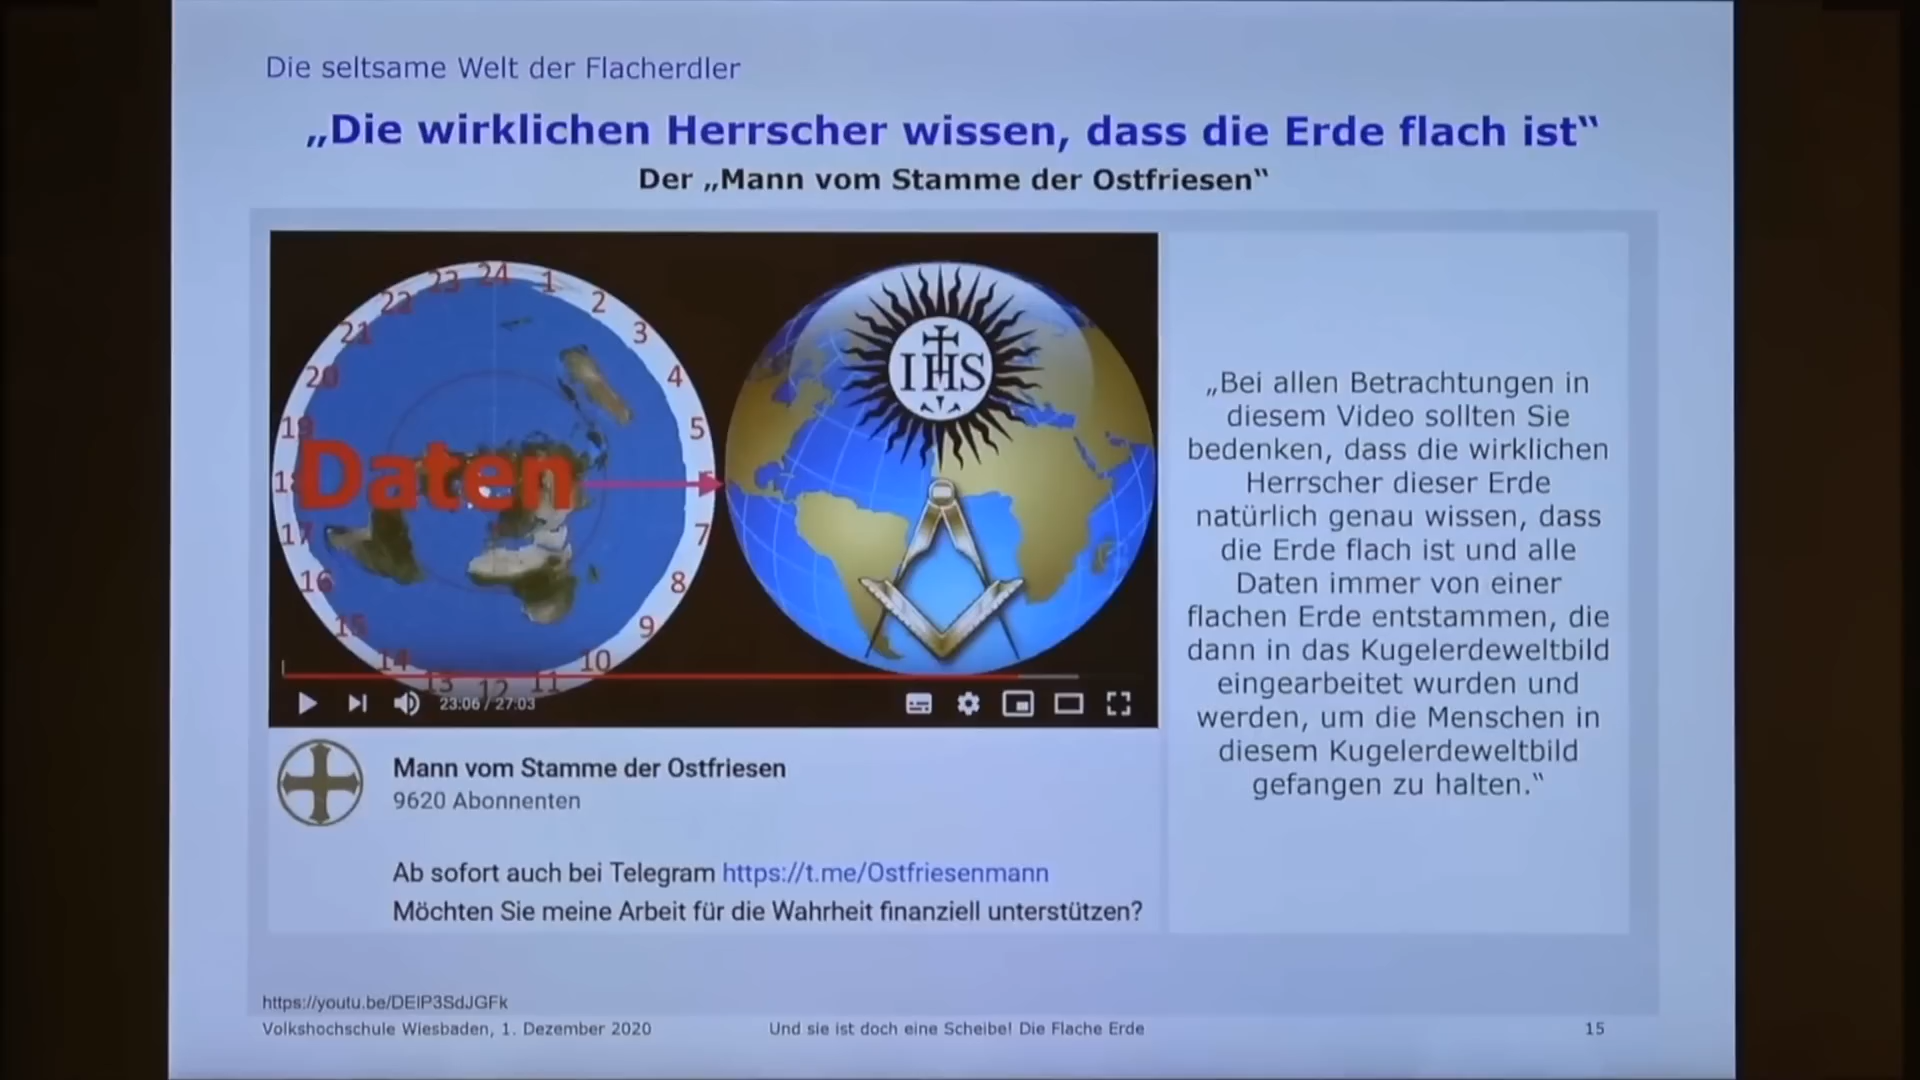 Die seltsame Welt der Flacherdler
„Die wirklichen Herrscher wissen, dass die Erde flach ist“
Der „Mann vom Stamme der Ostfriesen“
23 24 1
22 2
21 3
20 4
19 5
Daten
18 6
17 7
16 8
15 9
14 10
13 12 11
IHS
23:06 / 27:03
Mann vom Stamme der Ostfriesen
9620 Abonnenten
Ab sofort auch bei Telegram https://t.me/Ostfriesenmann
Möchten Sie meine Arbeit für die Wahrheit finanziell unterstützen?
„Bei allen Betrachtungen in
diesem Video sollten Sie
bedenken, dass die wirklichen
Herrscher dieser Erde
natürlich genau wissen, dass
die Erde flach ist und alle
Daten immer von einer
flachen Erde entstammen, die
dann in das Kugelerdeweltbild
eingearbeitet wurden und
werden, um die Menschen in
diesem Kugelerdeweltbild
gefangen zu halten.“
https://youtu.be/DEIP3SdJGFk
Volkshochschule Wiesbaden, 1. Dezember 2020
Und sie ist doch eine Scheibe! Die Flache Erde
15